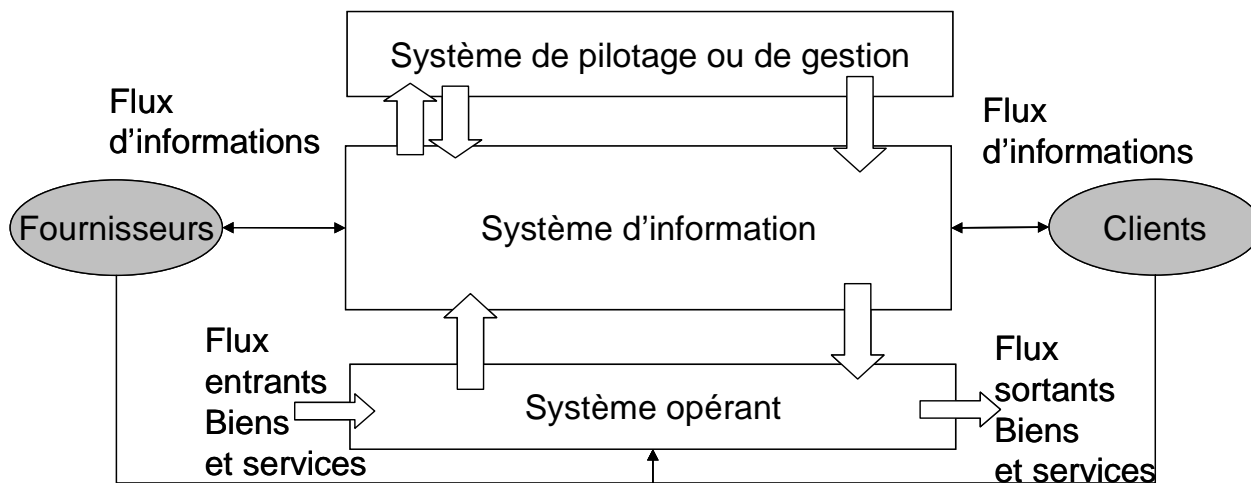 Système de pilotage ou de gestion
Flux
d’informations
Flux
d’informations
Fournisseurs
Système d’information
Clients
Flux
entrants
Biens
et services
Système opérant
Flux
sortants
Biens
et services